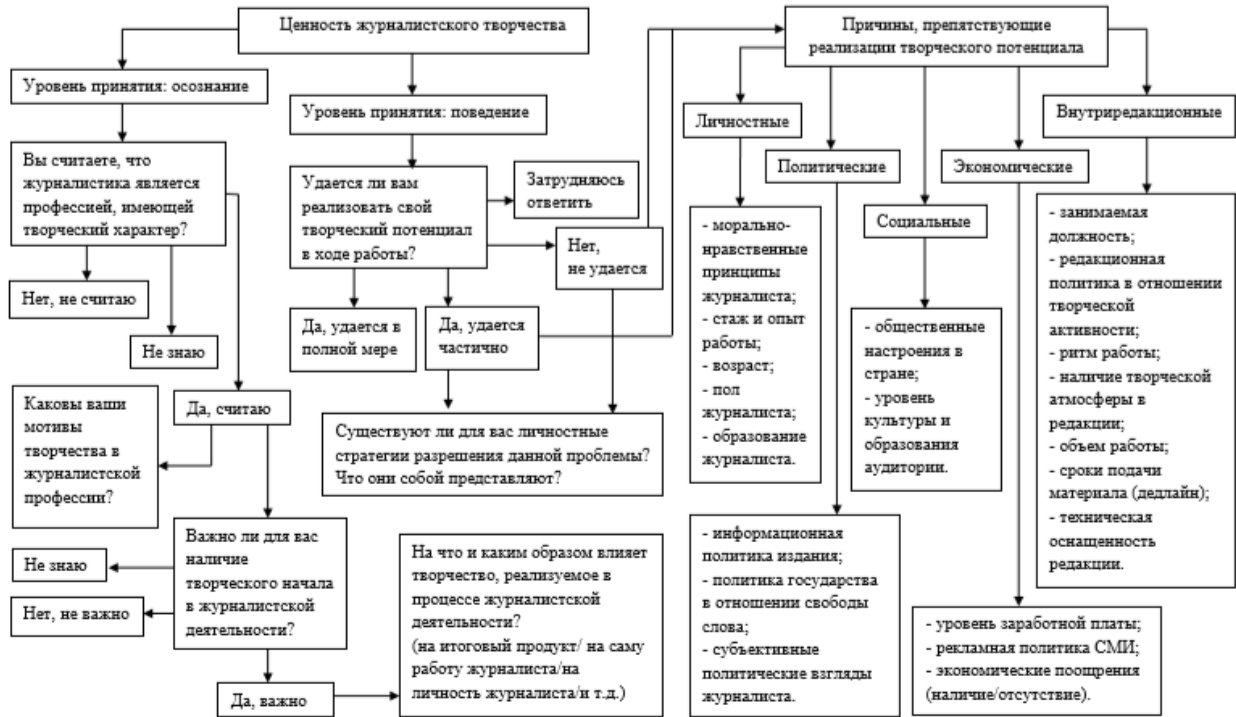 Ценность журналистского творчества
Уровень принятия: осознание
Вы считаете, что
журналистика является
профессией, имеющей
творческий характер?
Нет, не считаю
Не знаю
Да, считаю
Каковы ваши
мотивы
творчества в
журналистской
профессии?
Важно ли для вас
наличие
творческого начала
в журналистской
деятельности?
Не знаю
Нет, не важно
Да, важно
На что и каким образом влияет
творчество, реализуемое в
процессе журналистской
деятельности?
(на итоговый продукт/ на саму
работу журналиста/на
личность журналиста/и т.д.)
Уровень принятия: поведение
Удается ли вам
реализовать свой
творческий потенциал
в ходе работы?
Затрудняюсь
ответить
Нет,
не удается
Да, удается в
полной мере
Да, удается
частично
Существуют ли для вас личностные
стратегии разрешения данной проблемы?
Что они собой представляют?
Причины, препятствующие
реализации творческого потенциала
Личностные
- морально-
нравственные
принципы
журналиста;
- стаж и опыт
работы;
- возраст;
- пол
журналиста;
- образование
журналиста.
Политические
- информационная
политика издания;
- политика государства
в отношении свободы
слова;
- субъективные
политические взгляды
журналиста.
Социальные
- общественные
настроения в
стране;
- уровень
культуры и
образования
аудитории.
Экономические
- уровень заработной платы;
- рекламная политика СМИ;
- экономические поощрения
(наличие/отсутствие).
Внутриредакционные
- занимаемая
должность;
- редакционная
политика в отношении
творческой
активности;
- ритм работы;
- наличие творческой
атмосферы в
редакции;
- объем работы;
- сроки подачи
материала (дедлайн);
- техническая
оснащенность
редакции.